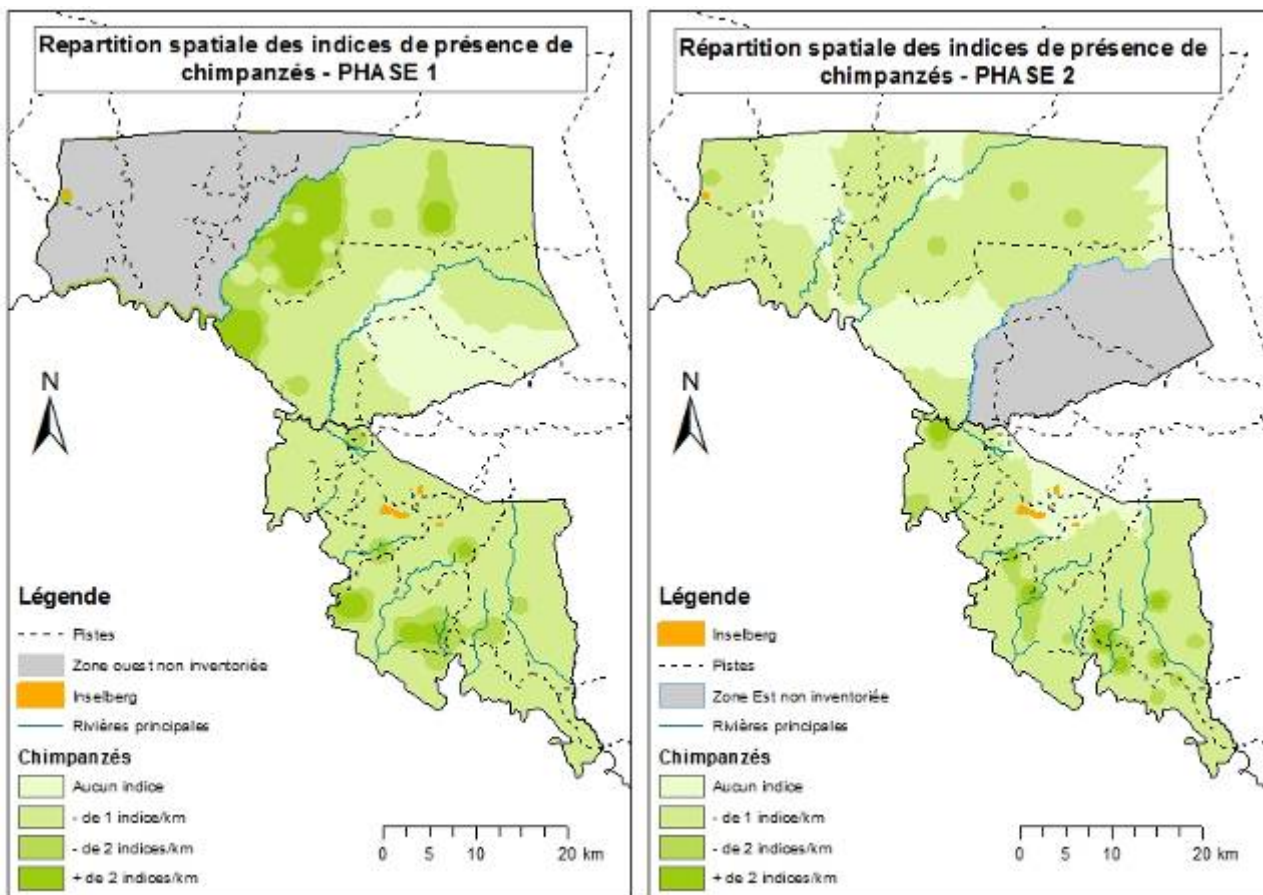 Repartition spatiale des indices de présence de
chimpanzés - PHASE 1
N
Légende
Pistes
Zone ouest non inventoriée
Inselberg
Rivières principales
Chimpanzés
Aucun indice
- de 1 indice/km
- de 2 indices/km
+ de 2 indices/km
0 5 10 20 km
Répartition spatiale des indices de présence de
chimpanzés - PHASE 2
N
Légende
Inselberg
Pistes
Zone Est non inventoriée
Rivières principales
Chimpanzés
Aucun indice
- de 1 indice/km
- de 2 indices/km
+ de 2 indices/km
0 5 10 20 km